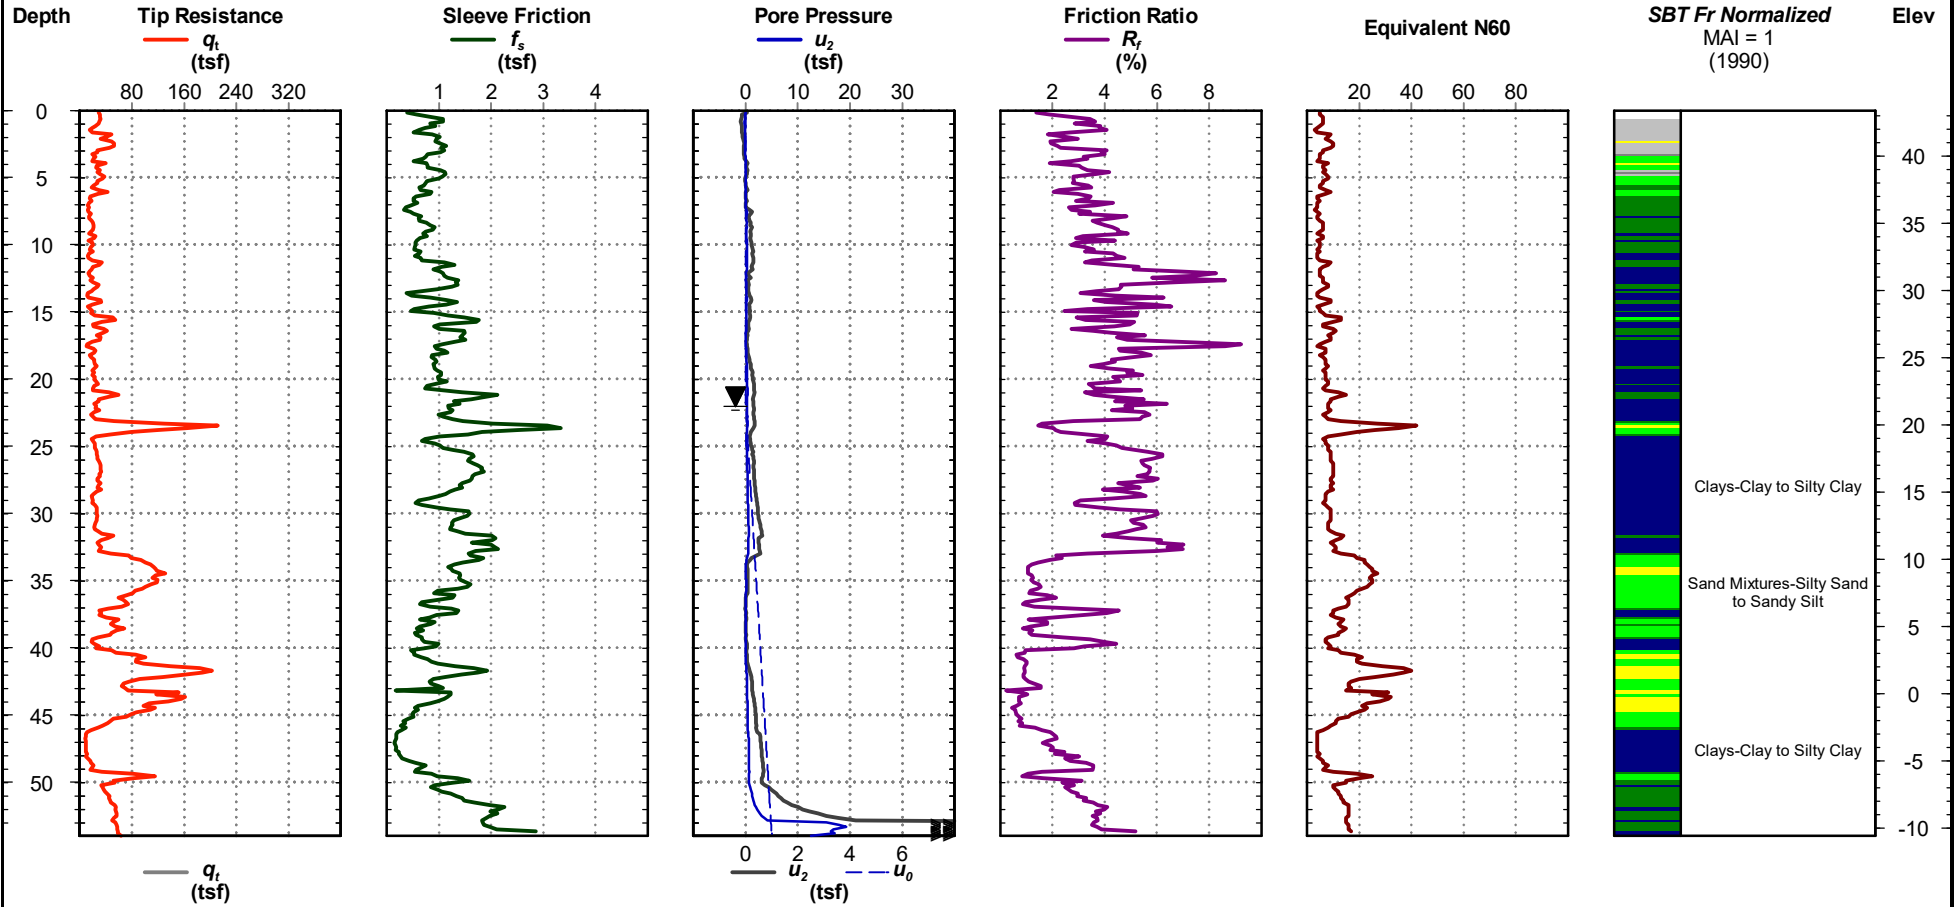 Depth
Tip Resistance
qt
(tsf)
Sleeve Friction
fs
(tsf)
Pore Pressure
u2
(tsf)
Friction Ratio
Rf
(%)
Equivalent N60
SBT Fr Normalized
MAI = 1
(1990)
Elev
80 160 240 320
1 2 3 4
0 10 20 30
2 4 6 8
20 40 60 80
0
5
10
15
20
25
30
35
40
45
50
Clays-Clay to Silty Clay
Sand Mixtures-Silty Sand
to Sandy Silt
Clays-Clay to Silty Clay
40
35
30
25
20
15
10
5
0
-5
-10
qt
(tsf)
0 2 4 6
u2 u0
(tsf)